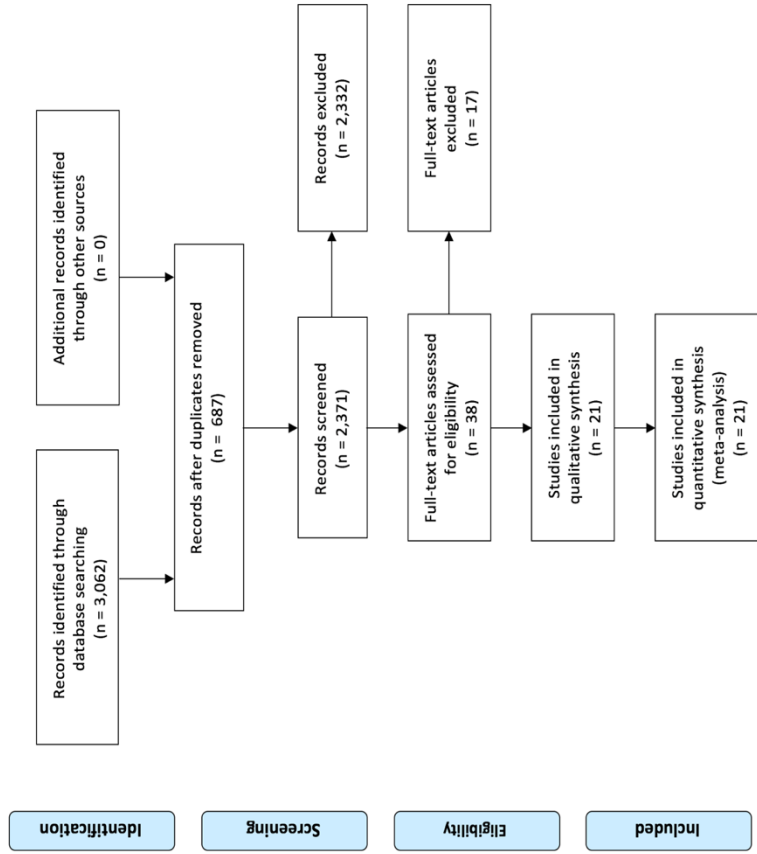 Identification
Screening
Eligibility
Included
Records identified through
database searching
(n = 3,062)
Additional records identified
through other sources
(n = 0)
Records after duplicates removed
(n = 687)
Records screened
(n = 2,371)
Records excluded
(n = 2,332)
Full-text articles assessed
for eligibility
(n = 38)
Full-text articles
excluded
(n = 17)
Studies included in
qualitative synthesis
(n = 21)
Studies included in
quantitative synthesis
(meta-analysis)
(n = 21)